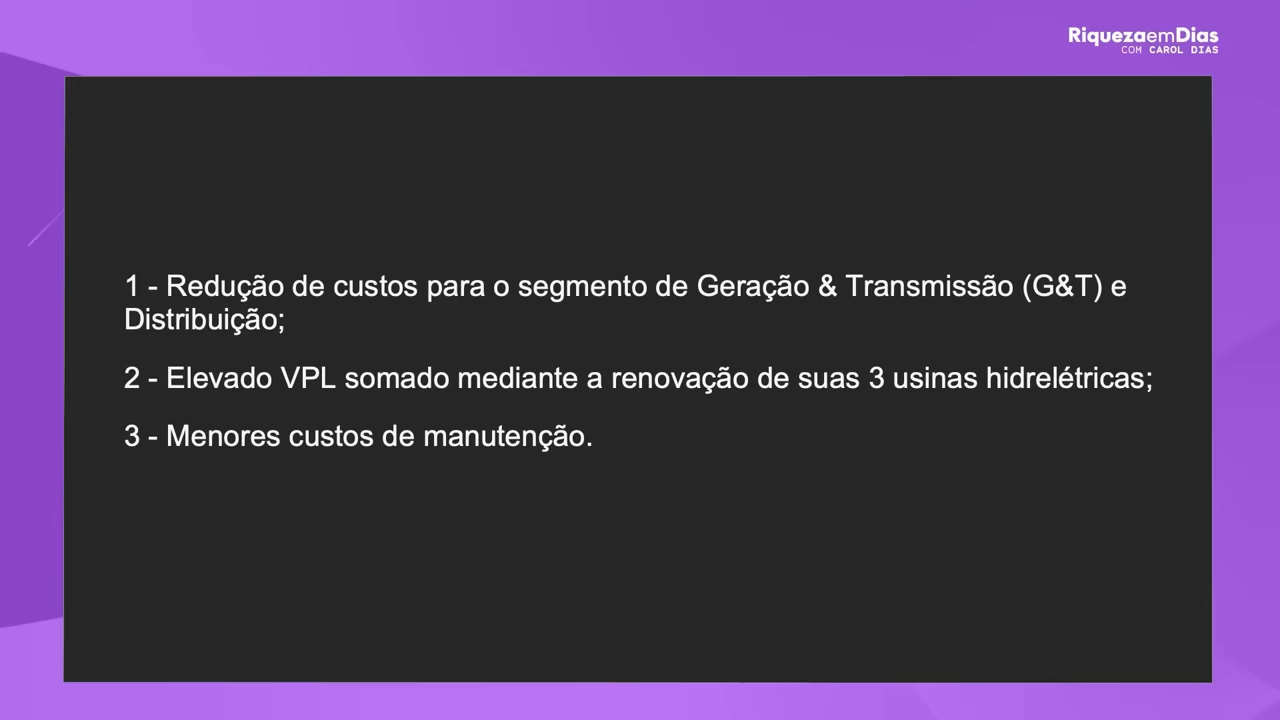 RiquezaemDias
COM CAROL DIAS
1 - Redução de custos para o segmento de Geração & Transmissão (G&T) e
Distribuição;
2 - Elevado VPL somado mediante a renovação de suas 3 usinas hidrelétricas;
3 - Menores custos de manutenção.